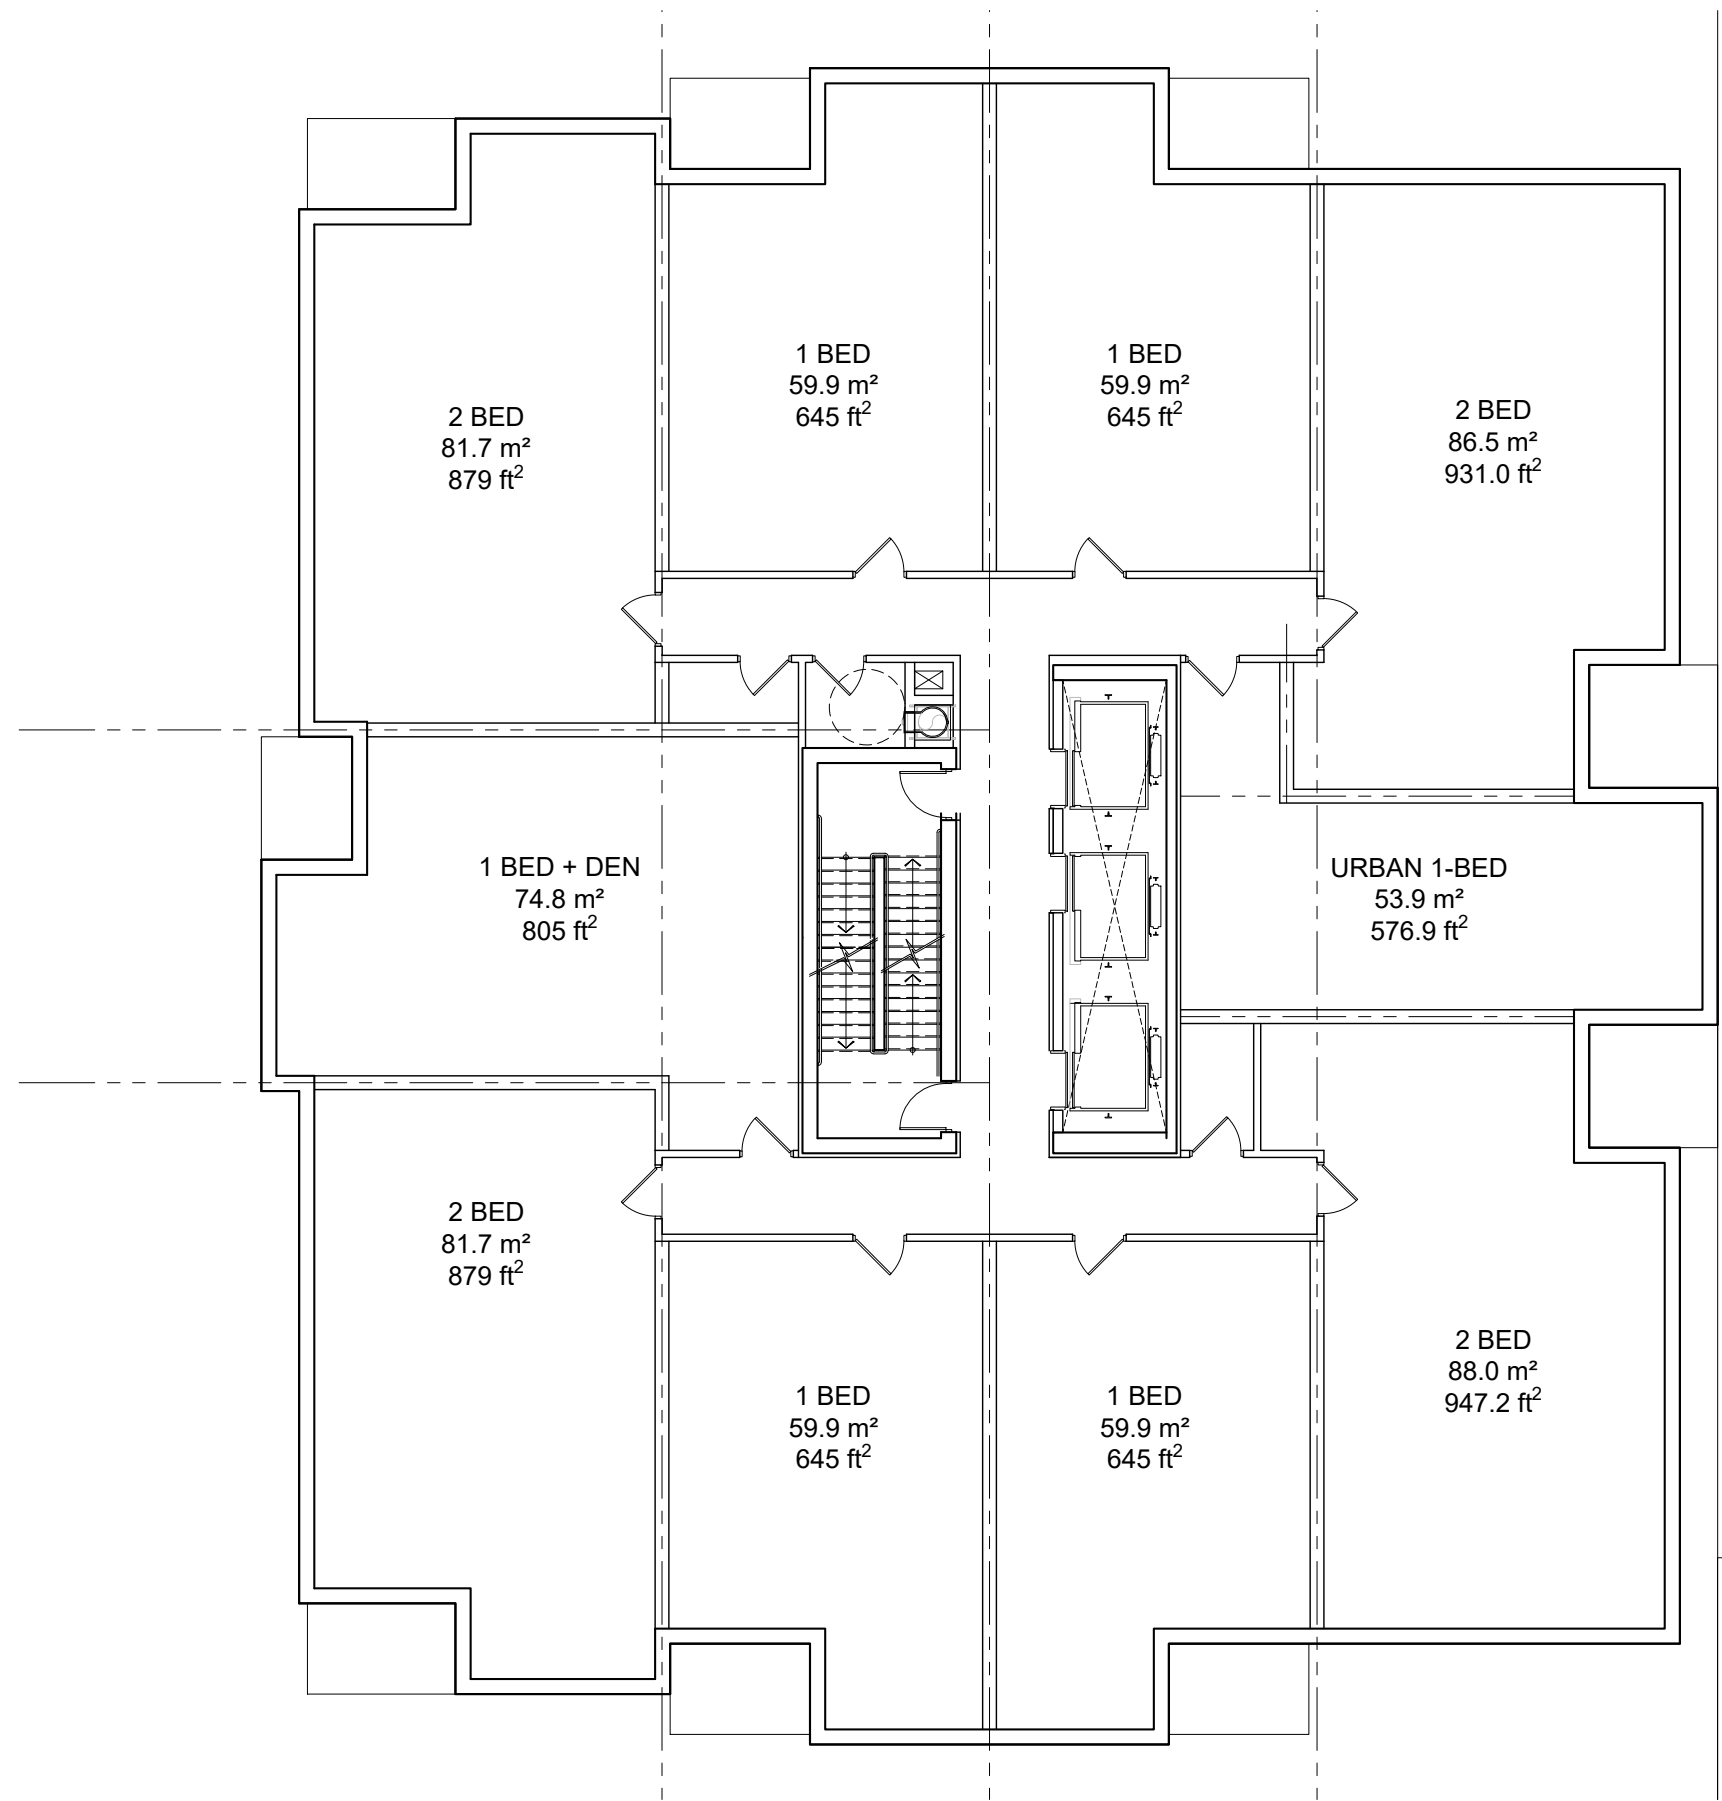 1 BED
59.9 m²
645 ft²
1 BED
59.9 m²
645 ft²
2 BED
81.7 m²
879 ft²
2 BED
86.5 m²
931.0 ft²
1 BED + DEN
74.8 m²
805 ft²
URBAN 1-BED
53.9 m²
576.9 ft²
2 BED
81.7 m²
879 ft²
2 BED
88.0 m²
947.2 ft²
1 BED
59.9 m²
645 ft²
1 BED
59.9 m²
645 ft²